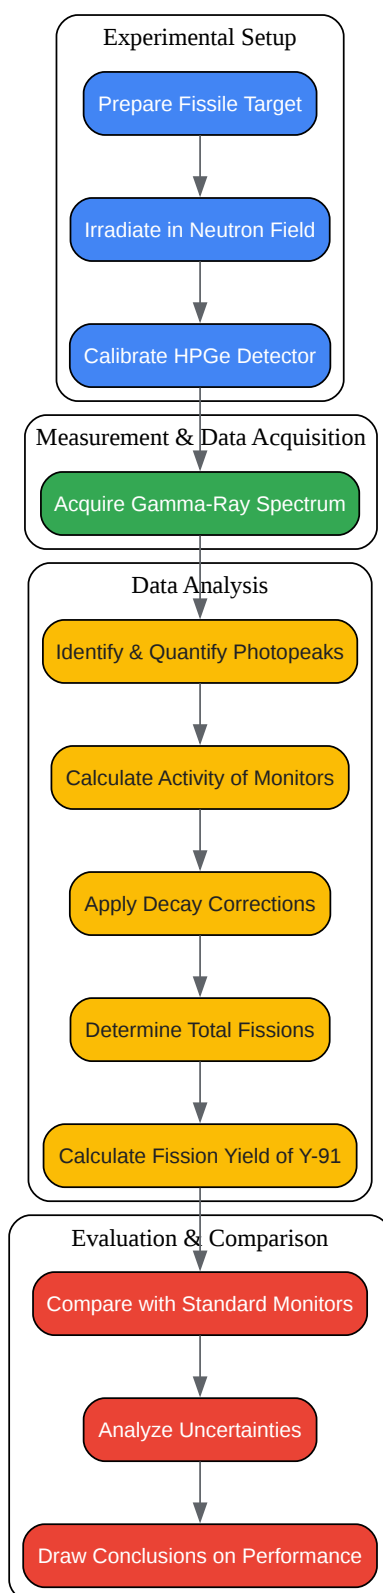 Experimental Setup
Prepare Fissile Target
Irradiate in Neutron Field
Calibrate HPGe Detector
Measurement & Data Acquisition
Acquire Gamma-Ray Spectrum
Data Analysis
Identify & Quantify Photopeaks
Calculate Activity of Monitors
Apply Decay Corrections
Determine Total Fissions
Calculate Fission Yield of Y-91
Evaluation & Comparison
Compare with Standard Monitors
Analyze Uncertainties
Draw Conclusions on Performance